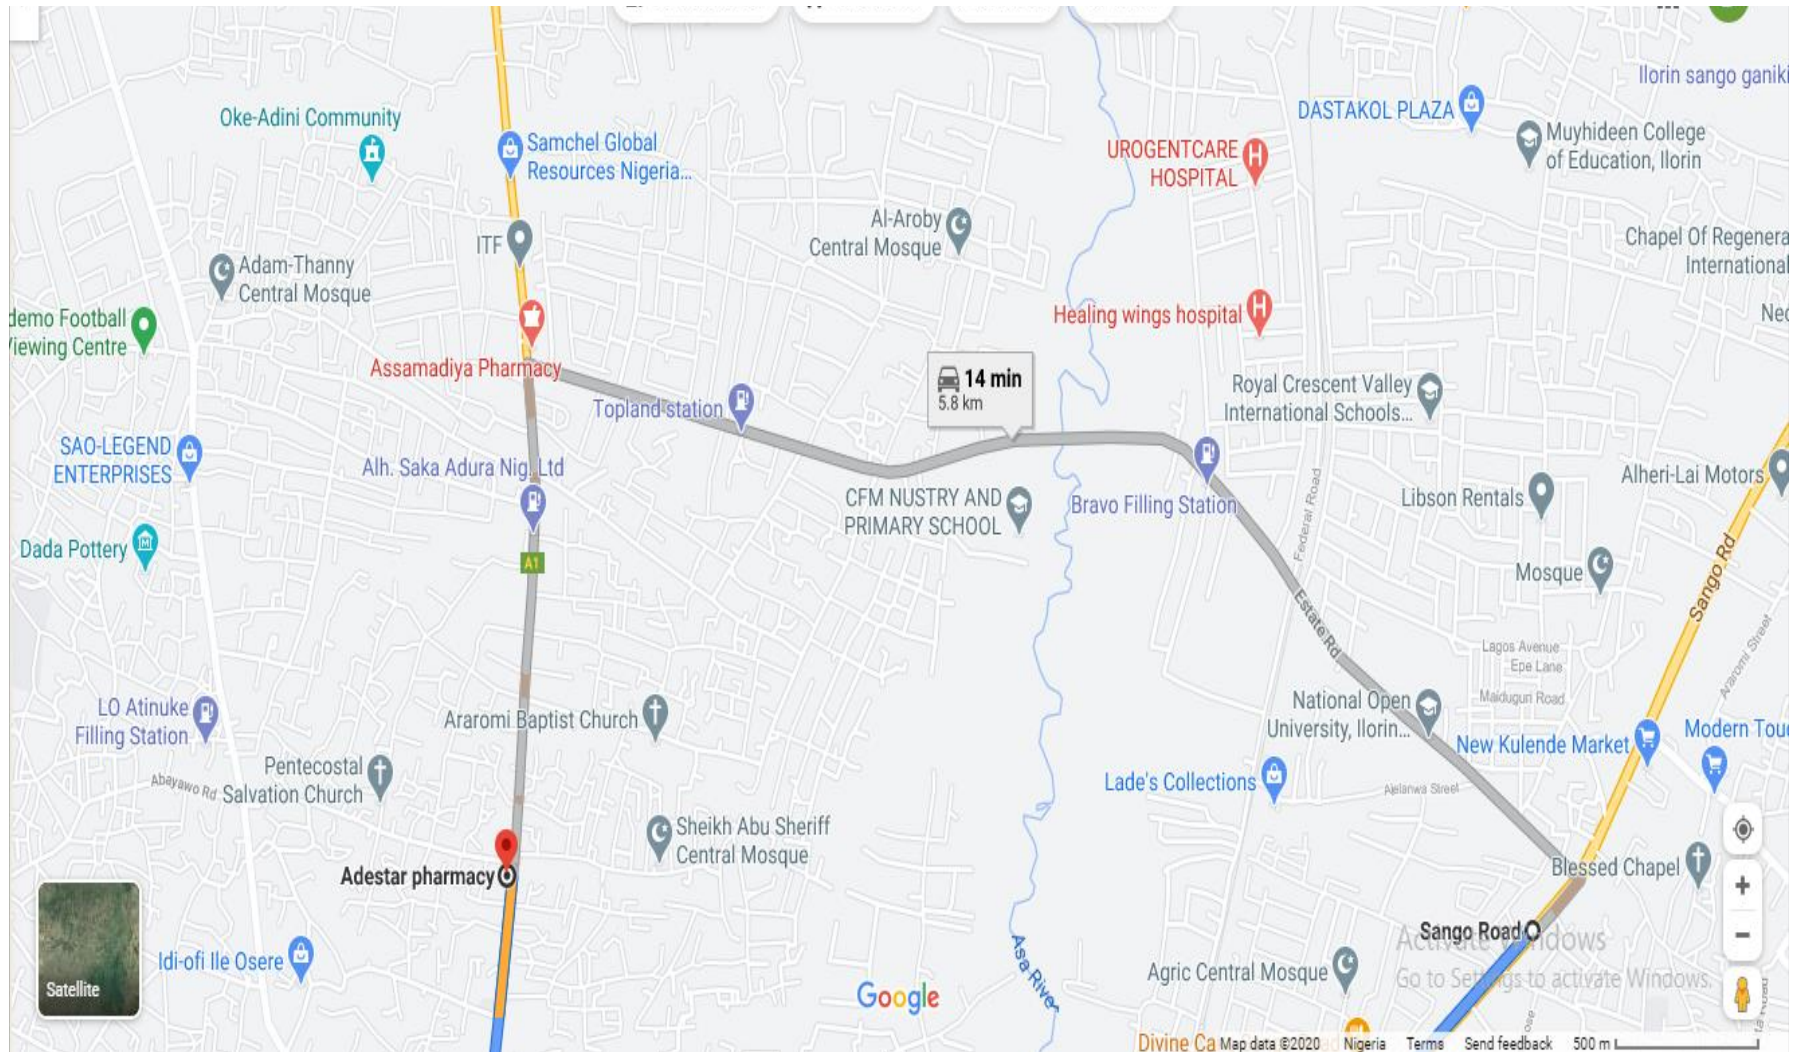 Ilorin sango ganiki
DASTAKOL PLAZA
Muyhideen College
of Education, Ilorin
Oke-Adini Community
Samchel Global
Resources Nigeria...
UROGENTCARE
HOSPITAL
Al-Aroby
Central Mosque
ITF
Adam-Thanny
Central Mosque
Chapel Of Regenera
International
Nec
demo Football
Viewing Centre
Healing wings hospital
Assamadiya Pharmacy
14 min
5.8 km
Royal Crescent Valley
International Schools...
Topland station
SAO-LEGEND
ENTERPRISES
Alh. Saka Adura Nig. Ltd
CFM NUSTRY AND
PRIMARY SCHOOL
Bravo Filling Station
Federal Road
Libson Rentals
Alheri-Lai Motors
Dada Pottery
A1
Mosque
Sango Rd
Estate Rd
Lagos Avenue
Epe Lane
Maiduguri Road
Araromi Street
LO Atinuke
Filling Station
Araromi Baptist Church
National Open
University, Ilorin...
New Kulende Market
Modern Tou
Pentecostal
Salvation Church
Abayawo Rd
Lade's Collections
Ajelanwa Street
Sheikh Abu Sheriff
Central Mosque
Adestar pharmacy
Blessed Chapel
Sango Road
Activate Windows
Go to Settings to activate Windows.
Idi-ofi Ile Osere
Asa River
Agric Central Mosque
Satellite
Google
Divine Ca
Map data ©2020 Nigeria Terms Send feedback 500 m